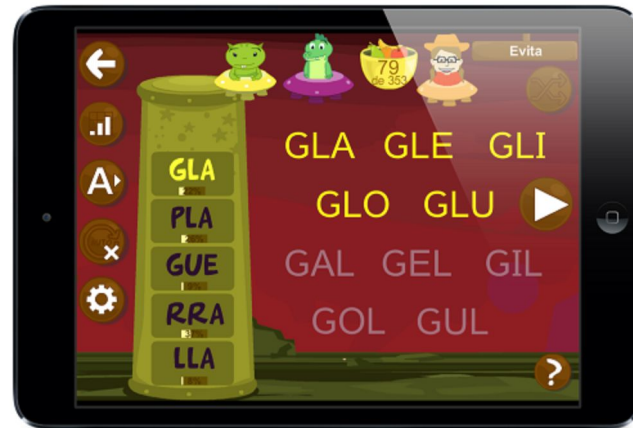 Evita
79
de 353
A
GLA
PLA
GUE
RRA
LLA
GLA GLE GLI
GLO GLU
GAL GEL GIL
GOL GUL
?